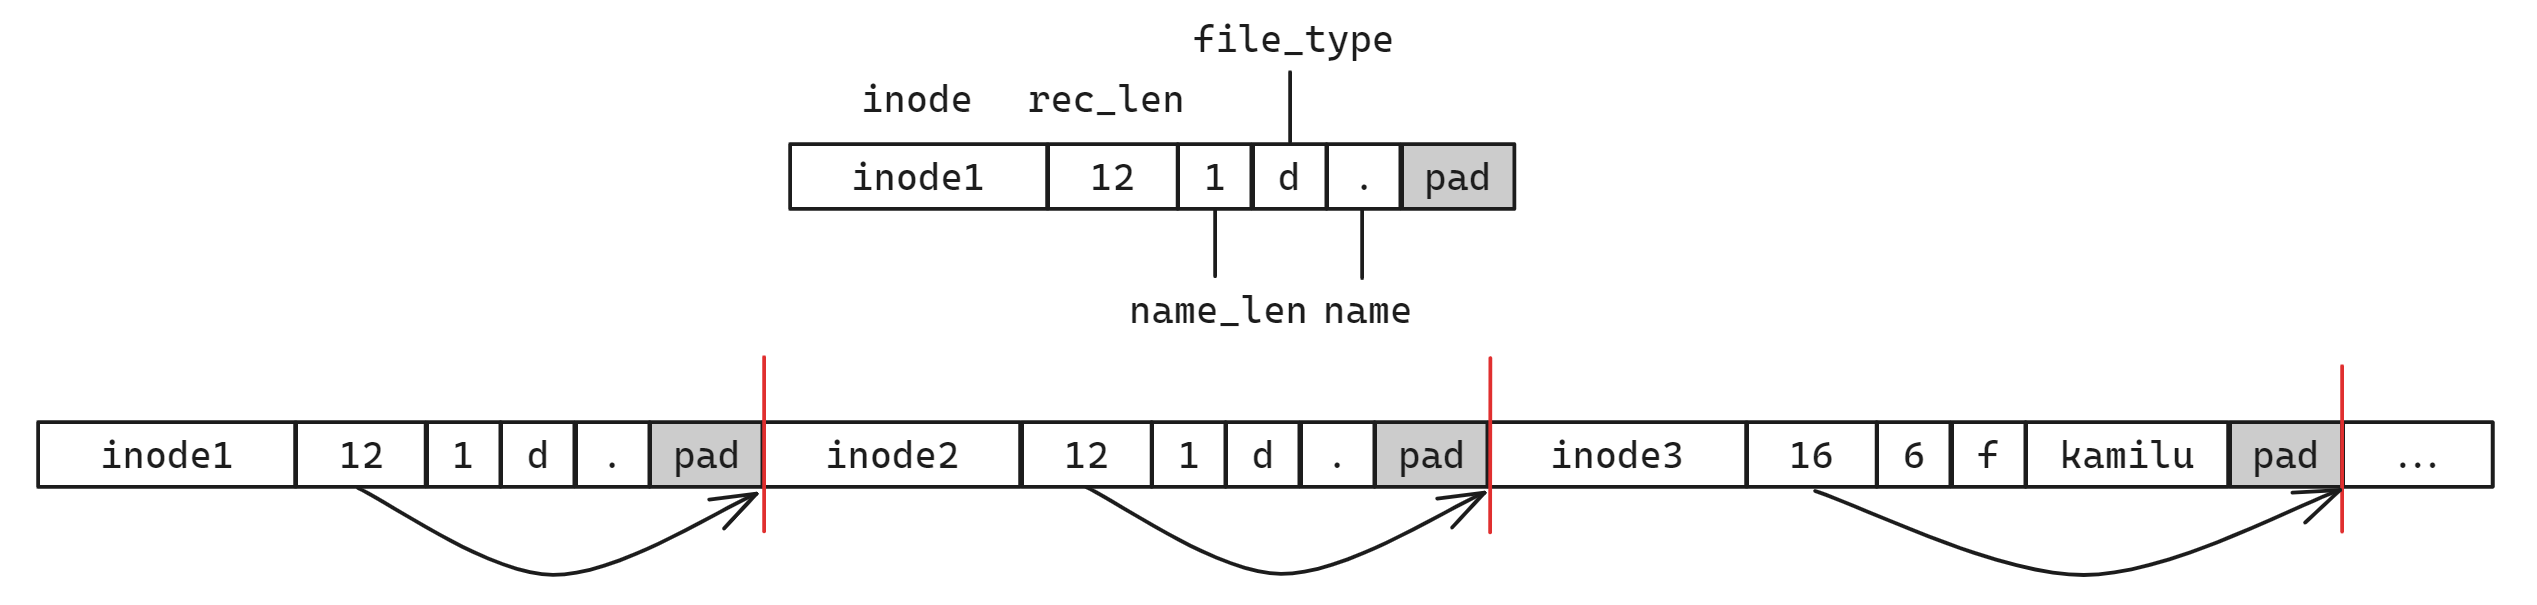 file_type
inode rec_len
inode1 12 1 d . pad
name_len name
inode1 12 1 d . pad inode2 12 1 d . pad inode3 16 6 f kamilu pad ...